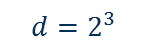 d = 2³